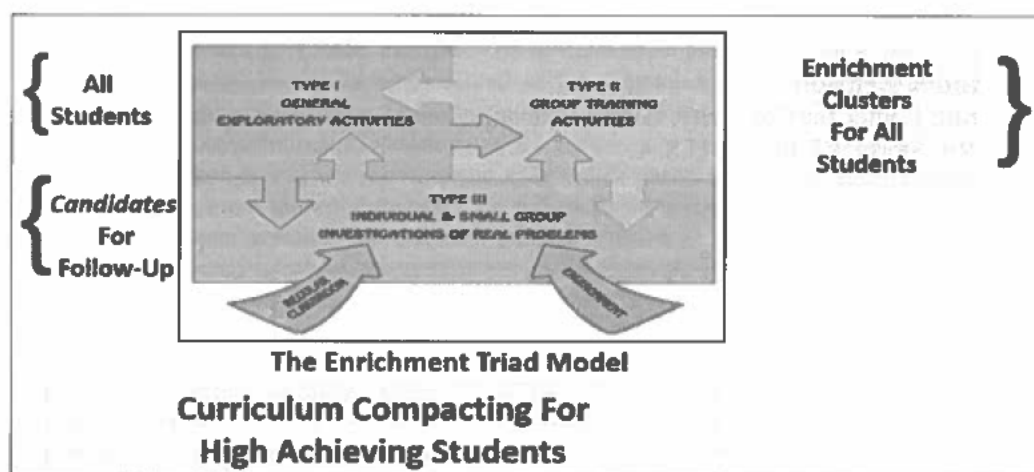 All
Students
Candidates
For
Follow-Up
TYPE I
GENERAL
EXPLORATORY ACTIVITIES
TYPE II
GROUP TRAINING
ACTIVITIES
TYPE III
INDIVIDUAL & SMALL GROUP
INVESTIGATIONS OF REAL PROBLEMS
REGULAR
CLASSROOM
ENVIRONMENT
Enrichment
Clusters
For All
Students
The Enrichment Triad Model
Curriculum Compacting For
High Achieving Students